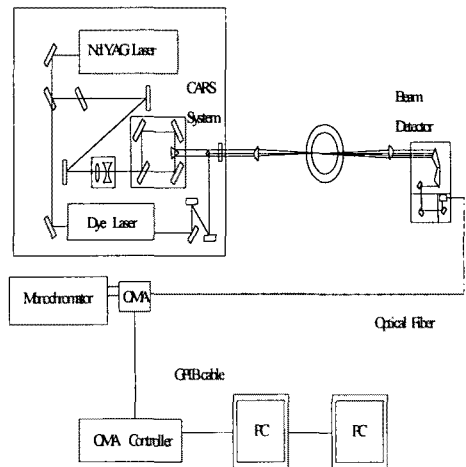 Nd YAG Laser
CARS
System
Beam
Detector
Dye Laser
Monochromator
OMA
Optical Fiber
GPIB-cable
OMA Controller
PC
PC